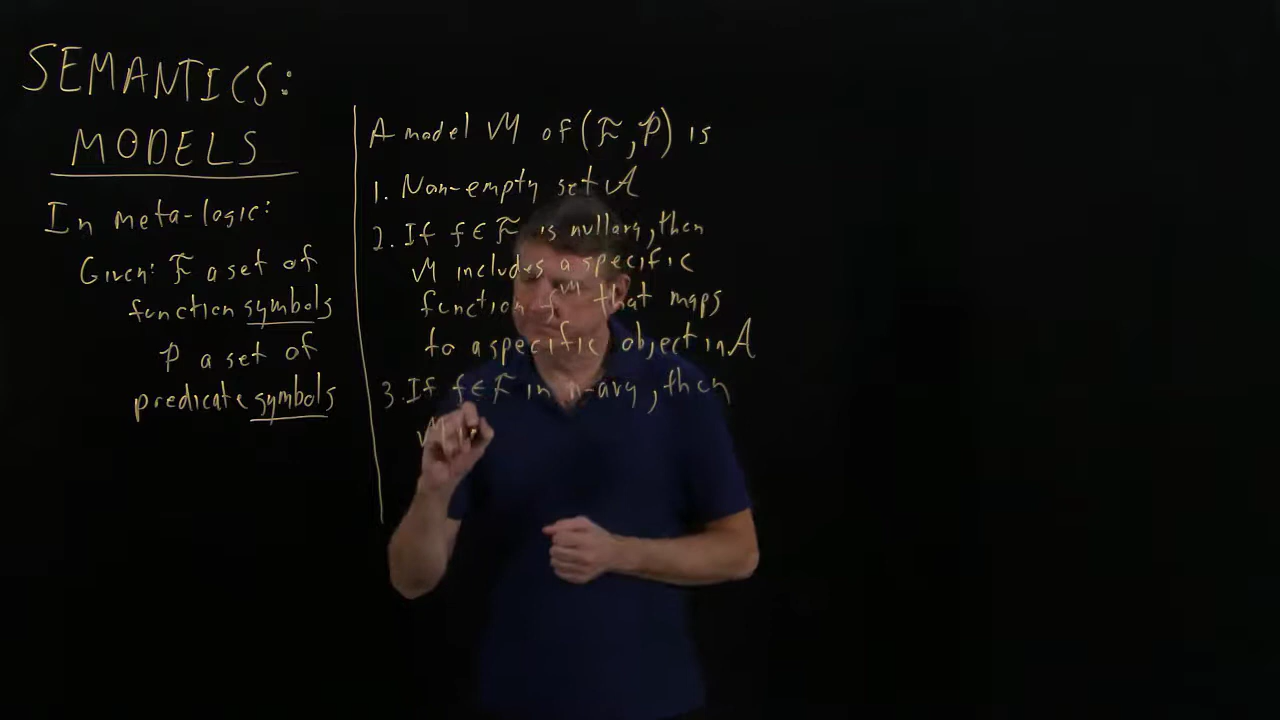 SEMANTICS:
MODELS
In meta-logic:
Given: ℱ a set of
function symbols
𝒫 a set of
predicate symbols
A model ℳ of (ℱ, 𝒫) is
1. Non-empty set 𝒜
2. If f ∈ ℱ is nullary, then
ℳ includes a specific
function f^ℳ that maps
to a specific object in 𝒜
3. If f ∈ ℱ in n-ary, then
ℳ